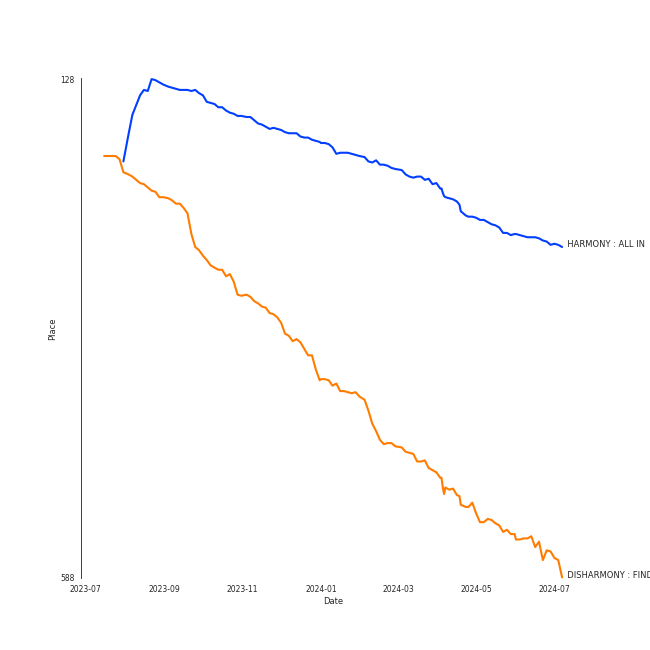 128
HARMONY : ALL IN
Place
DISHARMONY : FIND
588
2023-07
2023-09
2023-11
2024-01
2024-03
2024-05
2024-07
Date